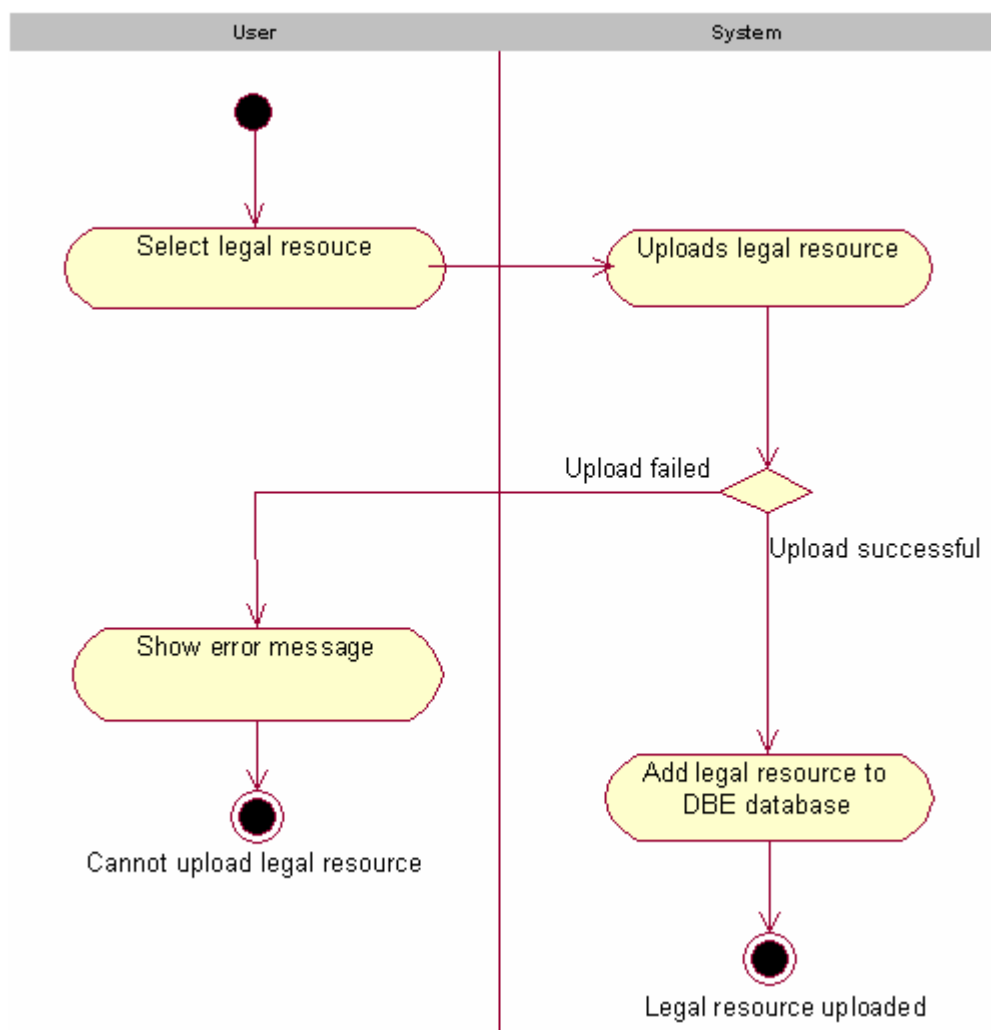 User
System
Select legal resouce
Uploads legal resource
Upload failed
Upload successful
Show error message
Add legal resource to
DBE database
Cannot upload legal resource
Legal resource uploaded